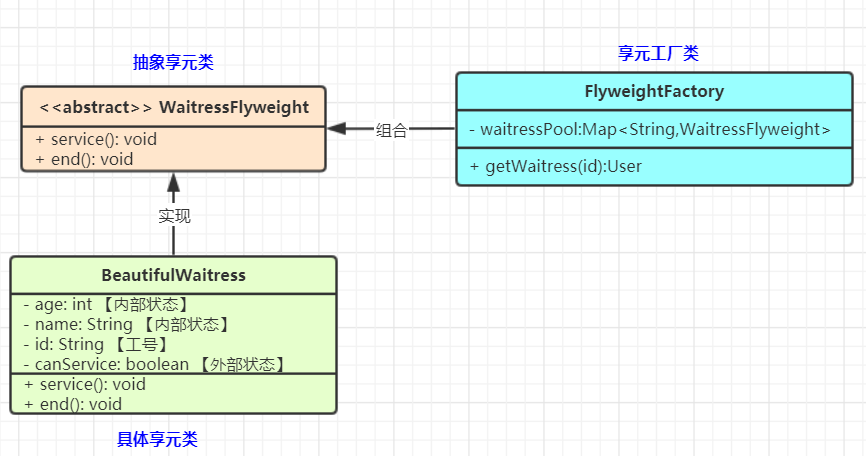 抽象享元类
享元工厂类
<<abstract>> WaitressFlyweight
+ service(): void
+ end(): void
组合
FlyweightFactory
- waitressPool:Map<String,WaitressFlyweight>
+ getWaitress(id):User
实现
BeautifulWaitress
- age: int 【内部状态】
- name: String 【内部状态】
- id: String 【工号】
- canService: boolean 【外部状态】
+ service(): void
+ end(): void
具体享元类